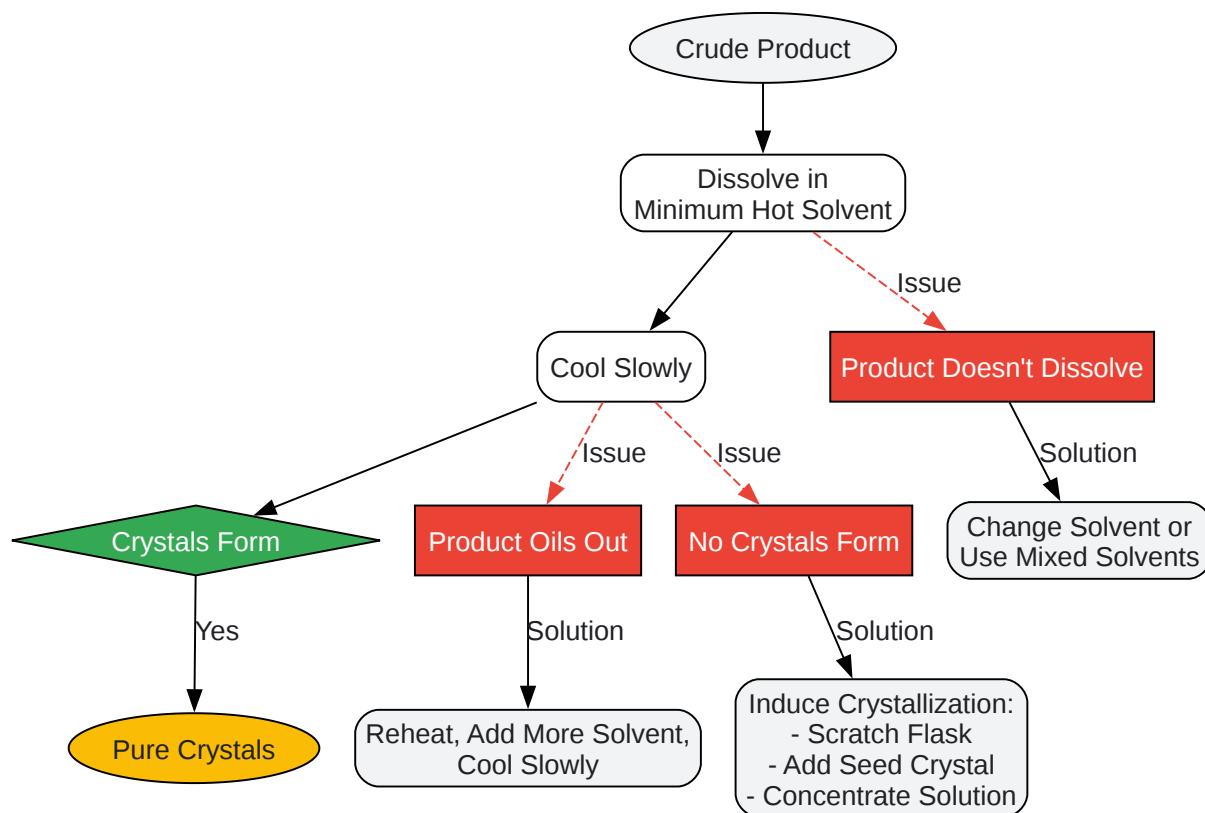 Crude Product
Dissolve in
Minimum Hot Solvent
Issue
Cool Slowly
Product Doesn't Dissolve
Issue
Issue
Solution
Crystals Form
Product Oils Out
No Crystals Form
Change Solvent or
Use Mixed Solvents
Yes
Solution
Solution
Pure Crystals
Reheat, Add More Solvent,
Cool Slowly
Induce Crystallization:
- Scratch Flask
- Add Seed Crystal
- Concentrate Solution